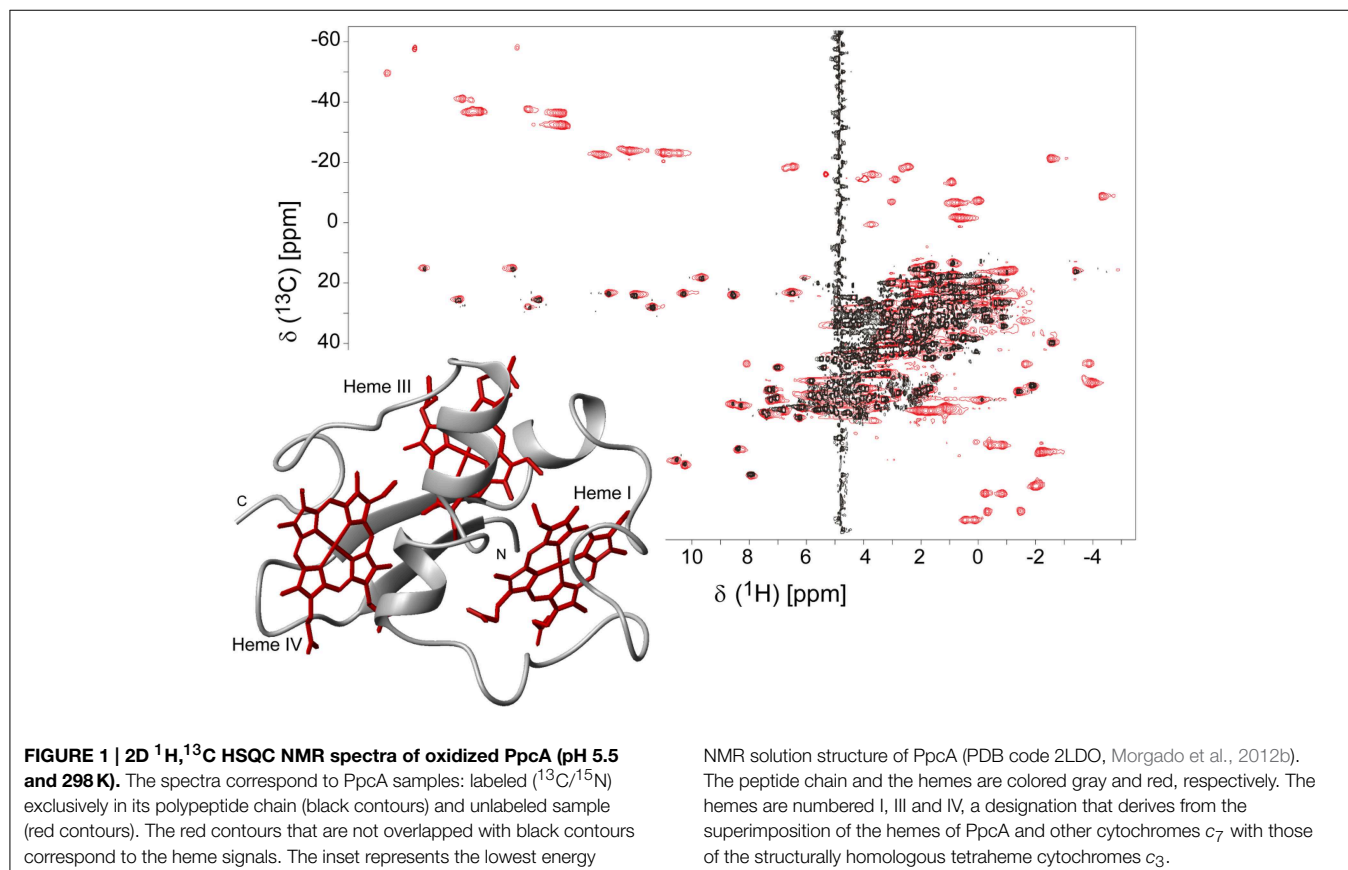 -60
-40
-20
0
20
40
δ (¹³C) [ppm]
10 8 6 4 2 0 -2 -4
δ (¹H) [ppm]
Heme III
Heme I
C
N
Heme IV
FIGURE 1 | 2D ¹H,¹³C HSQC NMR spectra of oxidized PpcA (pH 5.5
and 298 K). The spectra correspond to PpcA samples: labeled (¹³C/¹⁵N)
exclusively in its polypeptide chain (black contours) and unlabeled sample
(red contours). The red contours that are not overlapped with black contours
correspond to the heme signals. The inset represents the lowest energy
NMR solution structure of PpcA (PDB code 2LDO, Morgado et al., 2012b).
The peptide chain and the hemes are colored gray and red, respectively. The
hemes are numbered I, III and IV, a designation that derives from the
superimposition of the hemes of PpcA and other cytochromes c₇ with those
of the structurally homologous tetraheme cytochromes c₃.